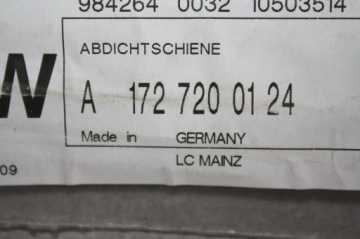 984264 0032 10503514
ABDICHTSCHIENE
A 172 720 01 24
Made in GERMANY
LC MAINZ
09